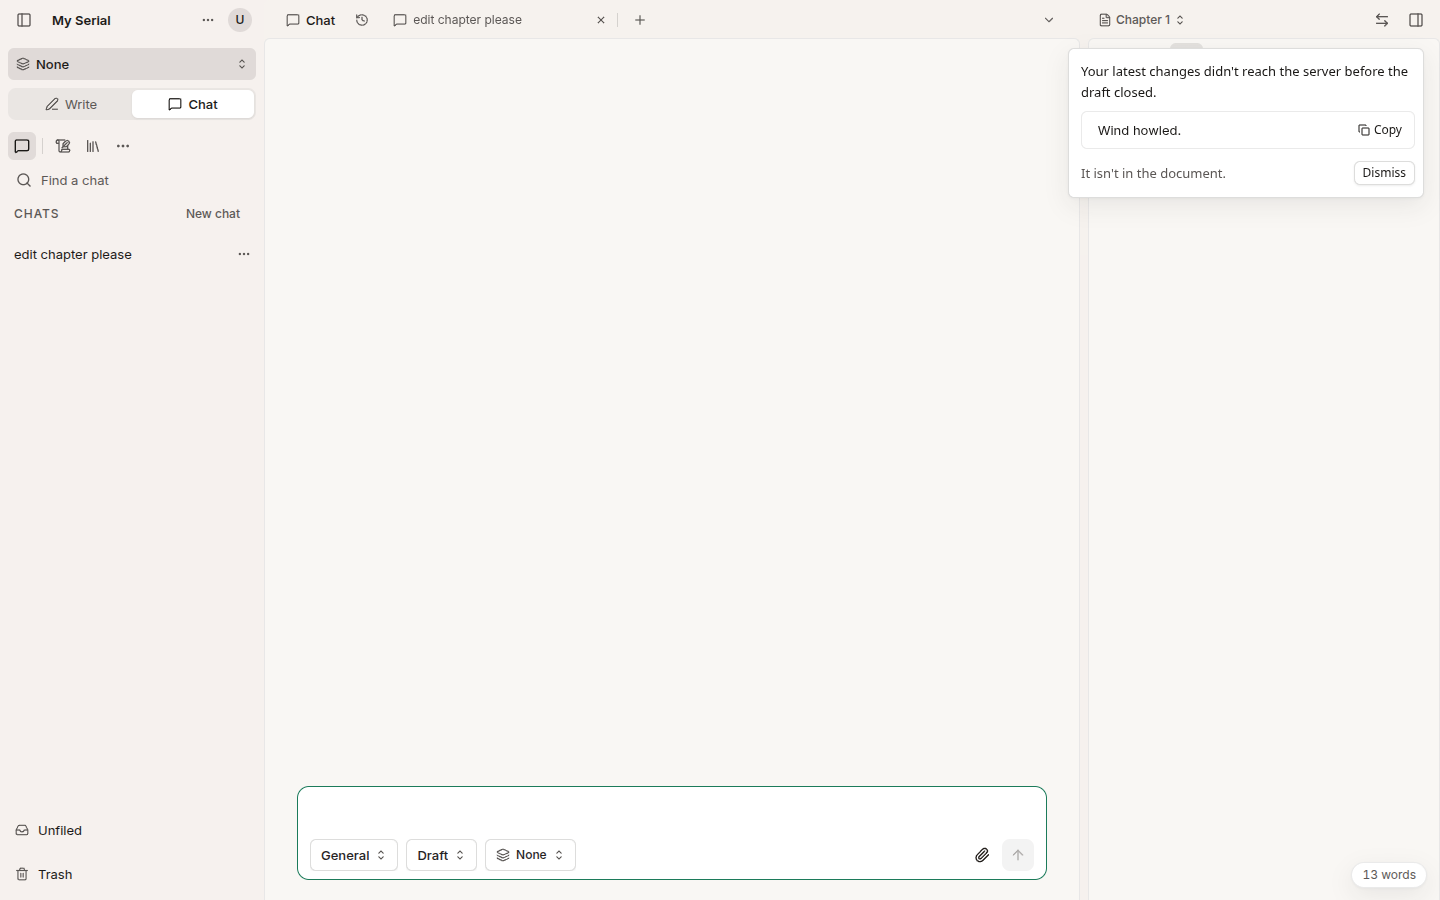 My Serial
U
None
Write
Chat
Find a chat
CHATS
New chat
edit chapter please
Unfiled
Trash
Chat
edit chapter please
General
Draft
None
Chapter 1
Your latest changes didn't reach the server before the
draft closed.
Wind howled.
Copy
It isn't in the document.
Dismiss
13 words